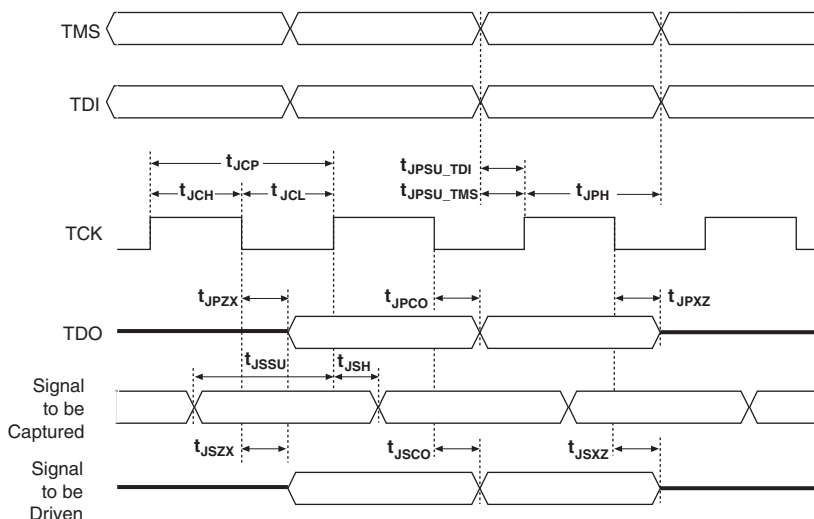 TMS
TDI
tJCP
tJCH
tJCL
tJPSU_TDI
tJPSU_TMS
tJPH
TCK
tJPZX
tJPCO
tJPXZ
TDO
tJSSU
tJSH
Signal
to be
Captured
tJSZX
tJSCO
tJSXZ
Signal
to be
Driven